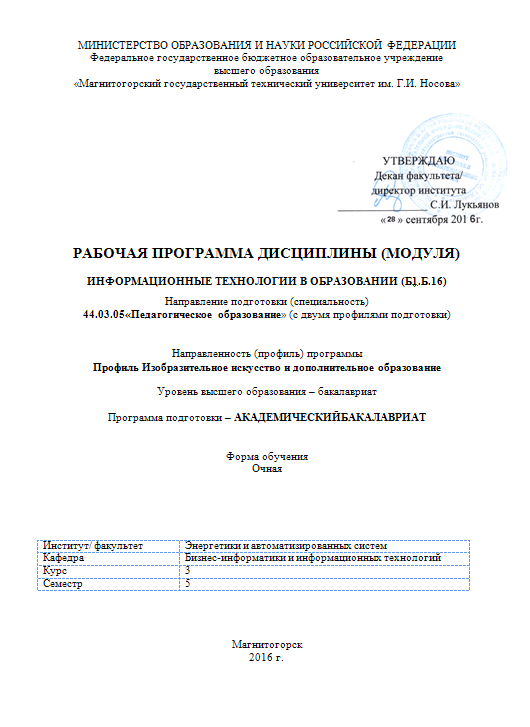 МИНИСТЕРСТВО ОБРАЗОВАНИЯ И НАУКИ РОССИЙСКОЙ ФЕДЕРАЦИИ
Федеральное государственное бюджетное образовательное учреждение
высшего образования
«Магнитогорский государственный технический университет им. Г.И. Носова»
УТВЕРЖДАЮ
Декан факультета/
директор института
С.И. Лукьянов
« 28 » сентября 2016г.
РАБОЧАЯ ПРОГРАММА ДИСЦИПЛИНЫ (МОДУЛЯ)
ИНФОРМАЦИОННЫЕ ТЕХНОЛОГИИ В ОБРАЗОВАНИИ (Б1.Б.16)
Направление подготовки (специальность)
44.03.05«Педагогическое образование» (с двумя профилями подготовки)
Направленность (профиль) программы
Профиль Изобразительное искусство и дополнительное образование
Уровень высшего образования – бакалавриат
Программа подготовки – АКАДЕМИЧЕСКИЙБАКАЛАВРИАТ
Форма обучения
Очная
Институт/ факультет Энергетики и автоматизированных систем
Кафедра Бизнес-информатики и информационных технологий
Курс 3
Семестр 5
Магнитогорск
2016 г.